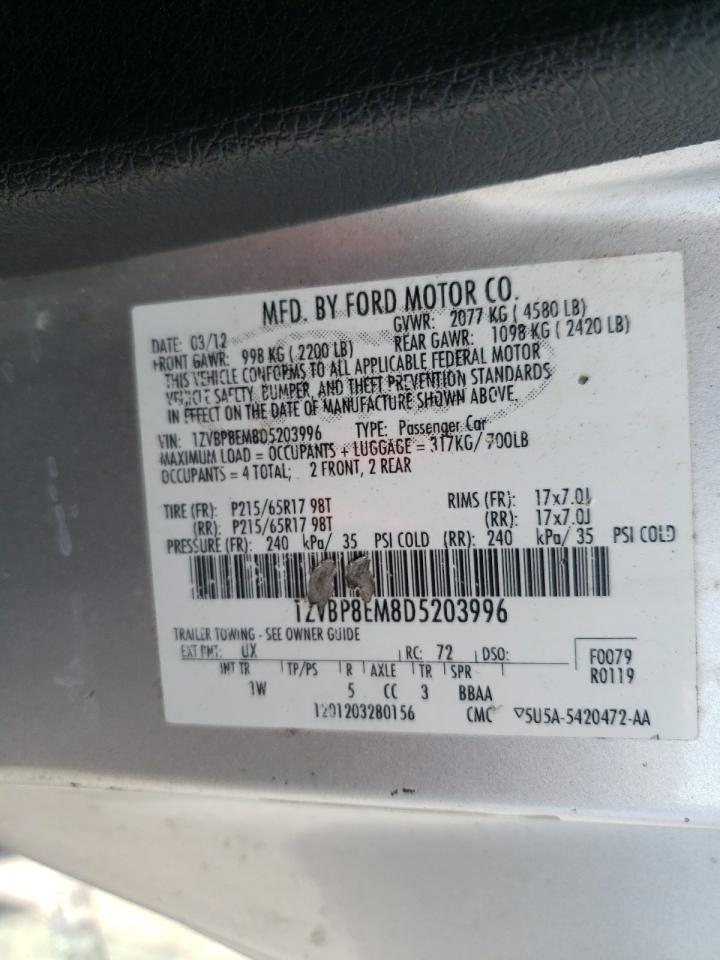 MFD. BY FORD MOTOR CO.
DATE: 03/12 GVWR: 2077 KG ( 4580 LB)
FRONT GAWR: 998 KG ( 2200 LB) REAR GAWR: 1098 KG ( 2420 LB)
THIS VEHICLE CONFORMS TO ALL APPLICABLE FEDERAL MOTOR
VEHICLE SAFETY, BUMPER, AND THEFT PREVENTION STANDARDS
IN EFFECT ON THE DATE OF MANUFACTURE SHOWN ABOVE.
VIN: 1ZVBP8EM8D5203996 TYPE: Passenger Car
MAXIMUM LOAD = OCCUPANTS + LUGGAGE = 317KG/ 700LB
OCCUPANTS = 4 TOTAL; 2 FRONT, 2 REAR
TIRE (FR): P215/65R17 98T RIMS (FR): 17x7.0J
(RR): P215/65R17 98T (RR): 17x7.0J
PRESSURE (FR): 240 kPa/ 35 PSI COLD (RR): 240 kPa/ 35 PSI COLD
1ZVBP8EM8D5203996
TRAILER TOWING - SEE OWNER GUIDE
EXT PNT: UX RC: 72 DSO: F0079
INT TR TP/PS R AXLE TR SPR R0119
1W 5 CC 3 BBAA
1201203280156 CMC ▽5U5A-5420472-AA